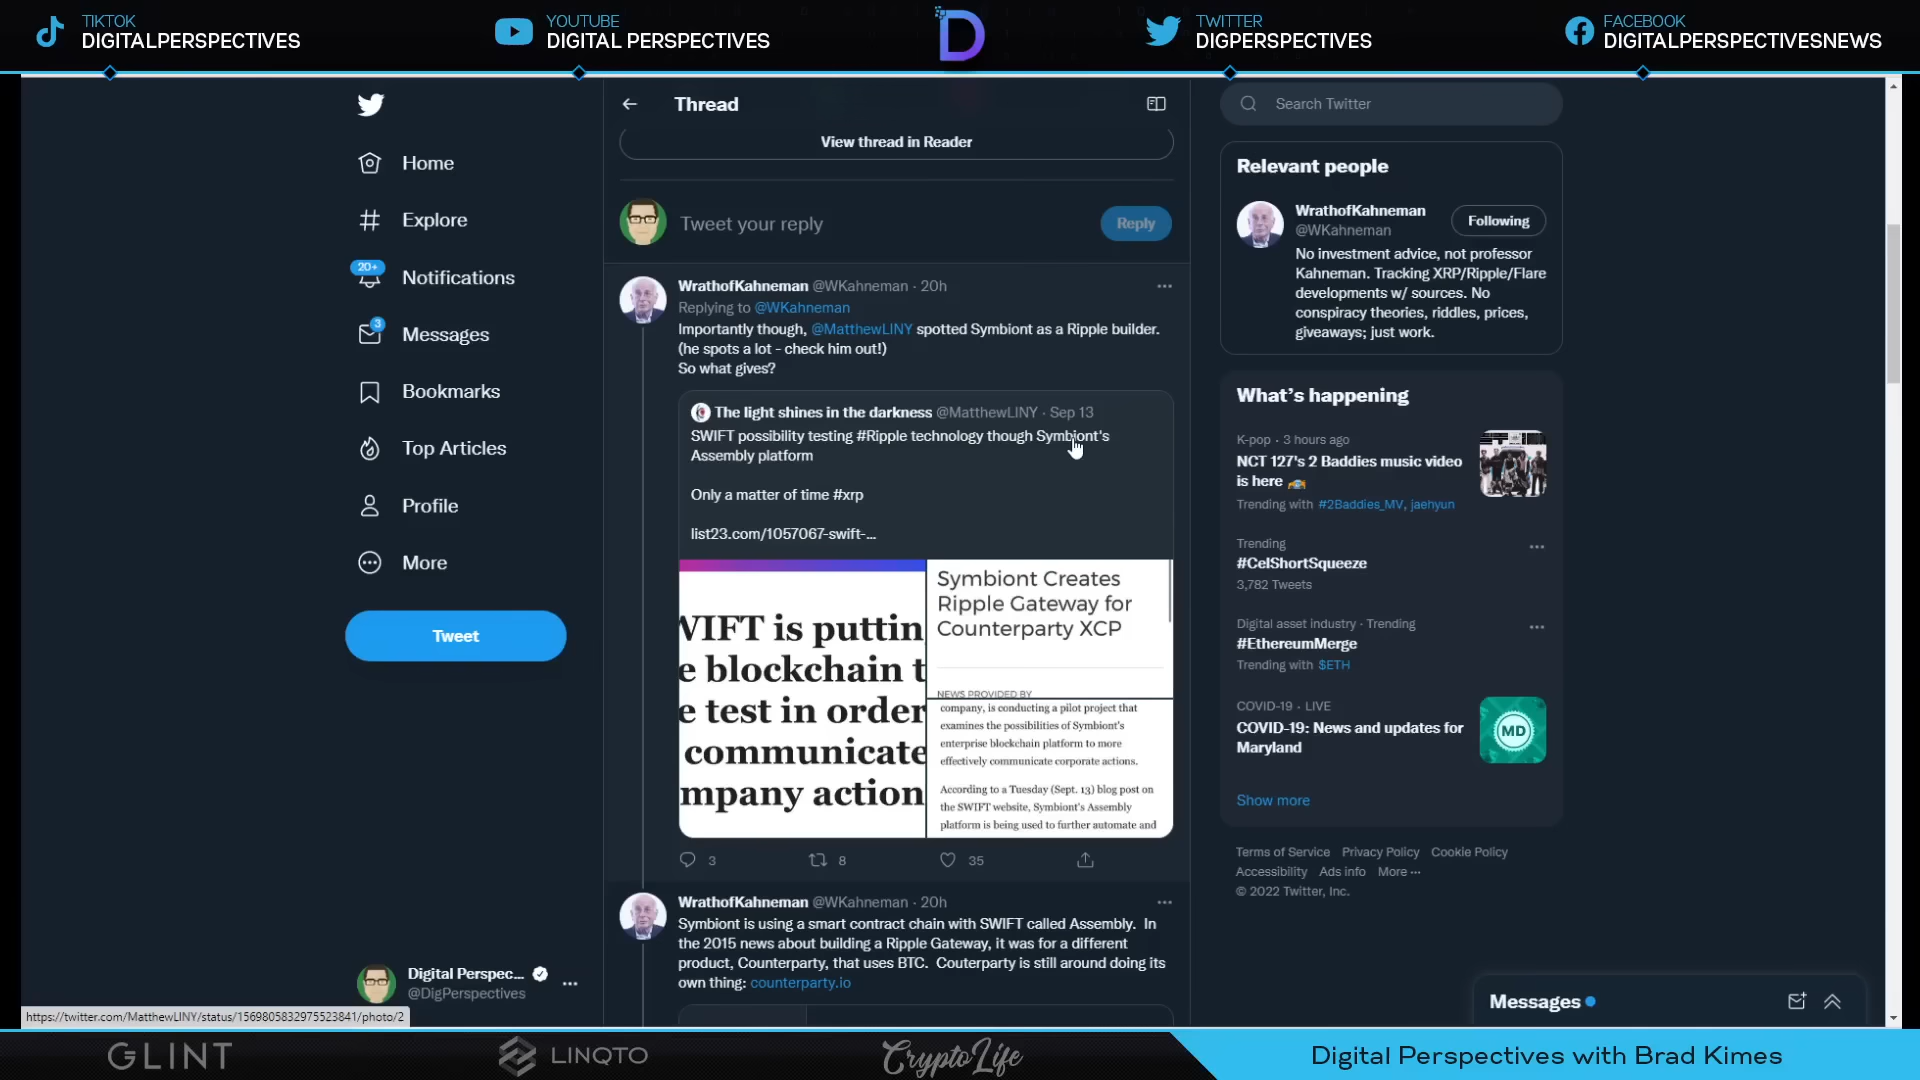 TIKTOK
DIGITALPERSPECTIVES
YOUTUBE
DIGITAL PERSPECTIVES
D
TWITTER
DIGPERSPECTIVES
FACEBOOK
DIGITALPERSPECTIVESNEWS
Home
Explore
20+
Notifications
3
Messages
Bookmarks
Top Articles
Profile
More
Tweet
Digital Perspec...
@DigPerspectives
https://twitter.com/MatthewLINY/status/1569805832975523841/photo/2
Thread
View thread in Reader
Tweet your reply
Reply
WrathofKahneman @WKahneman · 20h
Replying to @WKahneman
Importantly though, @MatthewLINY spotted Symbiont as a Ripple builder.
(he spots a lot - check him out!)
So what gives?
The light shines in the darkness @MatthewLINY · Sep 13
SWIFT possibility testing #Ripple technology though Symbiont's
Assembly platform
Only a matter of time #xrp
list23.com/1057067-swift-...
WIFT is puttin
e blockchain t
e test in order
communicate
mpany action
Symbiont Creates
Ripple Gateway for
Counterparty XCP
NEWS PROVIDED BY
company, is conducting a pilot project that
examines the possibilities of Symbiont's
enterprise blockchain platform to more
effectively communicate corporate actions.
According to a Tuesday (Sept. 13) blog post on
the SWIFT website, Symbiont's Assembly
platform is being used to further automate and
3
8
35
WrathofKahneman @WKahneman · 20h
Symbiont is using a smart contract chain with SWIFT called Assembly. In
the 2015 news about building a Ripple Gateway, it was for a different
product, Counterparty, that uses BTC. Couterparty is still around doing its
own thing: counterparty.io
Search Twitter
Relevant people
WrathofKahneman
@WKahneman
Following
No investment advice, not professor
Kahneman. Tracking XRP/Ripple/Flare
developments w/ sources. No
conspiracy theories, riddles, prices,
giveaways; just work.
What's happening
K-pop · 3 hours ago
NCT 127's 2 Baddies music video
is here
Trending with #2Baddies_MV, jaehyun
Trending
#CelShortSqueeze
3,782 Tweets
Digital asset industry · Trending
#EthereumMerge
Trending with $ETH
COVID-19 · LIVE
COVID-19: News and updates for
Maryland
MD
Show more
Terms of Service Privacy Policy Cookie Policy
Accessibility Ads info More ···
© 2022 Twitter, Inc.
Messages
GLINT
LINQTO
CryptoLife
Digital Perspectives with Brad Kimes